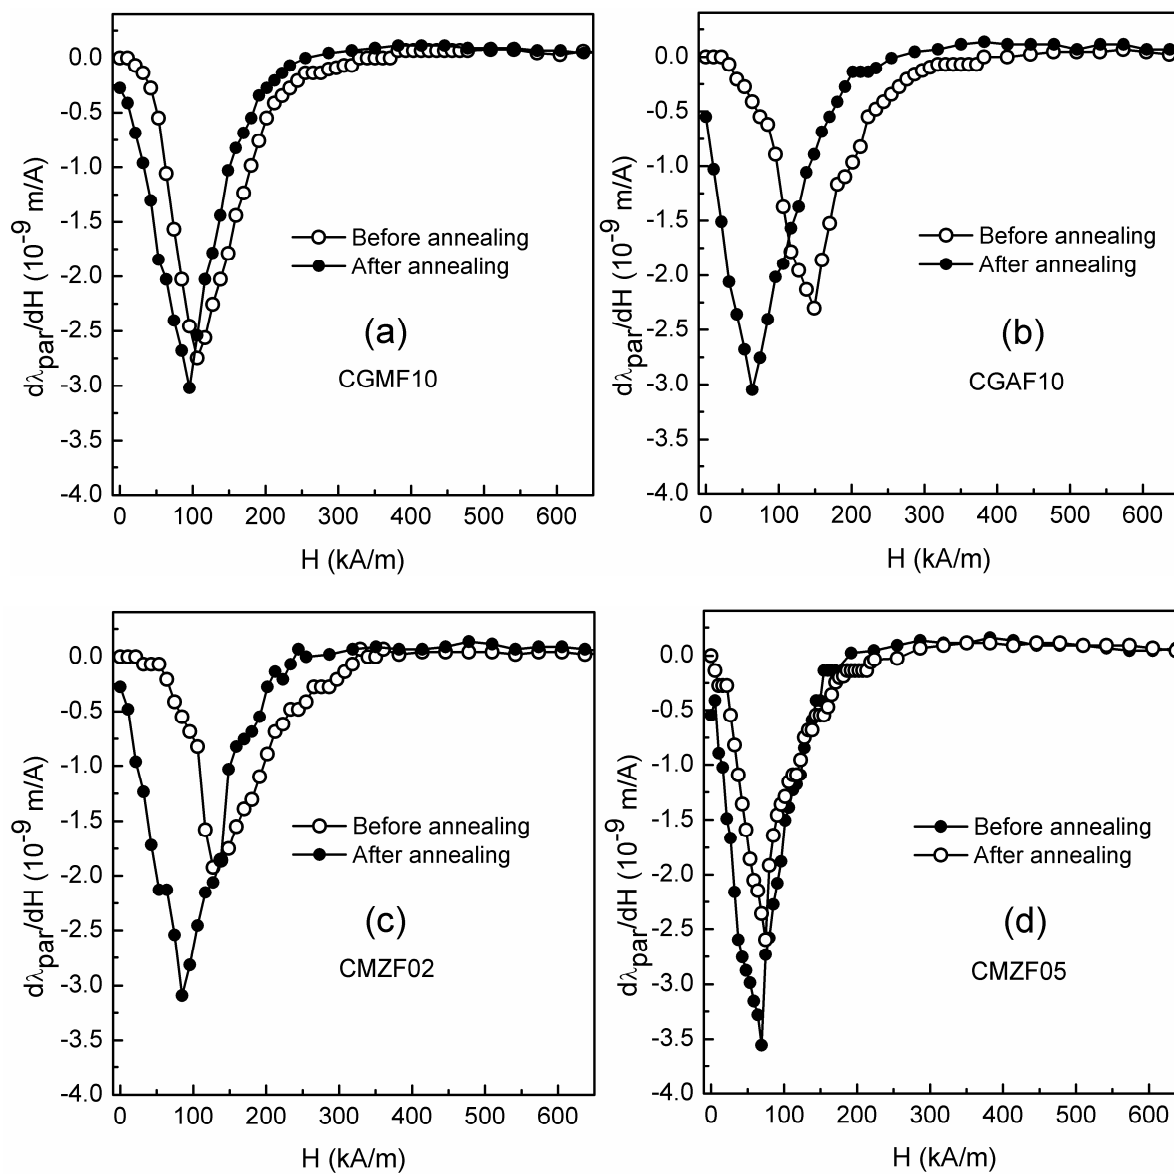 0.0
-0.5
-1.0
-1.5
-2.0
-2.5
-3.0
-3.5
-4.0
dλpar/dH (10-9 m/A)
Before annealing
After annealing
(a)
CGMF10
0 100 200 300 400 500 600
H (kA/m)
0.0
-0.5
-1.0
-1.5
-2.0
-2.5
-3.0
-3.5
-4.0
dλpar/dH (10-9 m/A)
Before annealing
After annealing
(b)
CGAF10
0 100 200 300 400 500 600
H (kA/m)
0.0
-0.5
-1.0
-1.5
-2.0
-2.5
-3.0
-3.5
-4.0
dλpar/dH (10-9 m/A)
Before annealing
After annealing
(c)
CMZF02
0 100 200 300 400 500 600
H (kA/m)
0.0
-0.5
-1.0
-1.5
-2.0
-2.5
-3.0
-3.5
-4.0
dλpar/dH (10-9 m/A)
Before annealing
After annealing
(d)
CMZF05
0 100 200 300 400 500 600
H (kA/m)